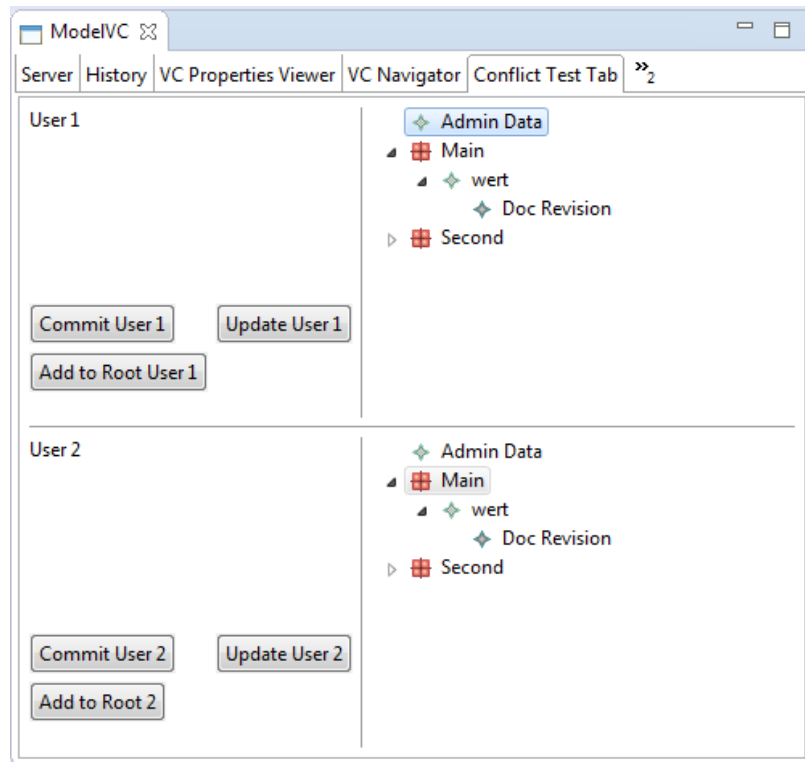 ModelVC
Server History VC Properties Viewer VC Navigator Conflict Test Tab »2
User 1
Admin Data
Main
wert
Doc Revision
Second
Commit User 1 Update User 1
Add to Root User 1
User 2
Admin Data
Main
wert
Doc Revision
Second
Commit User 2 Update User 2
Add to Root 2